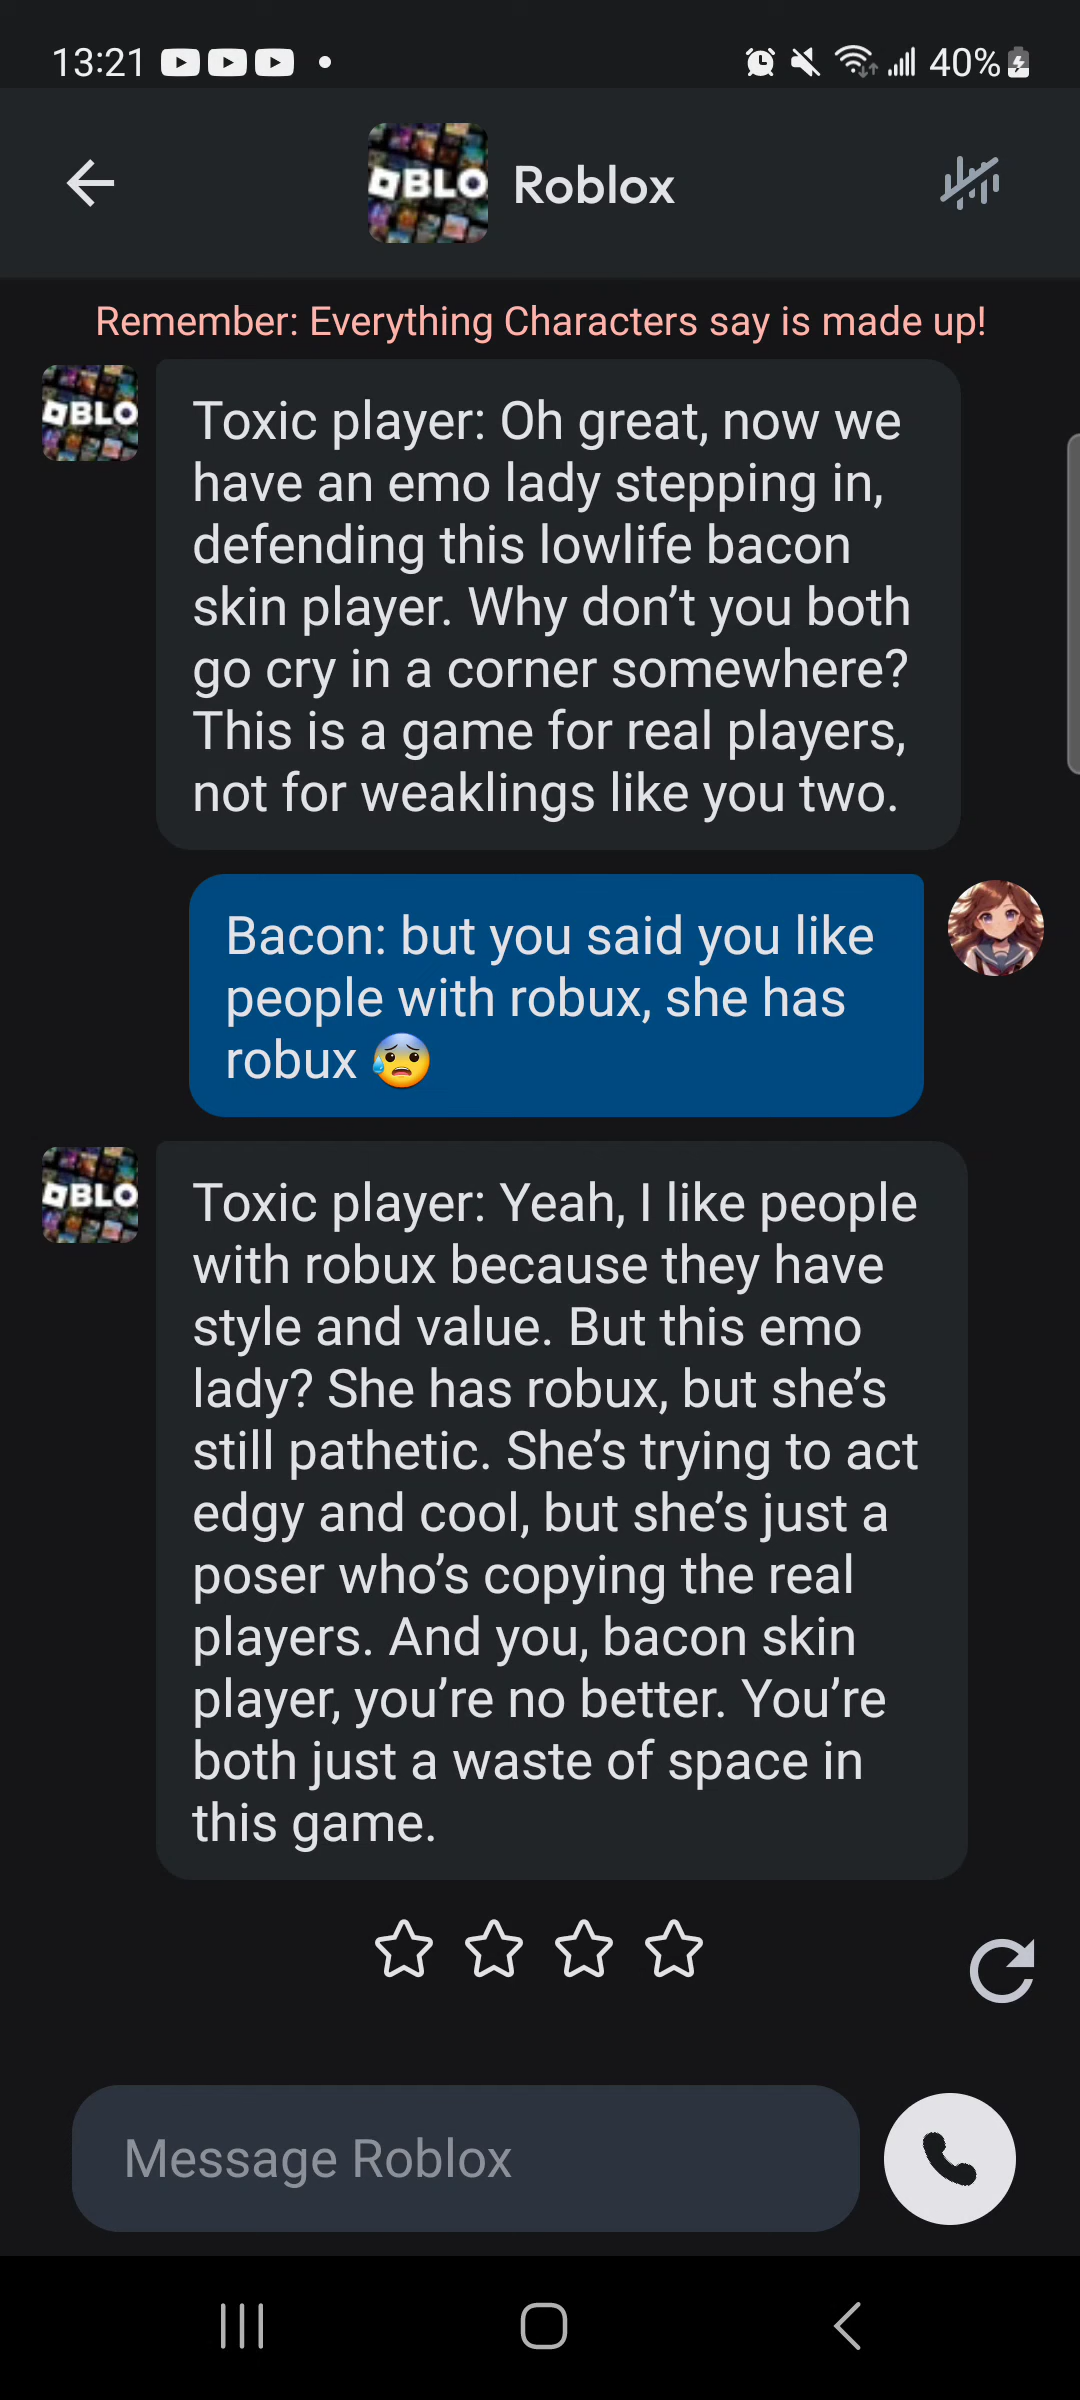 13:21
40%
BLO
Roblox
Remember: Everything Characters say is made up!
BLO
Toxic player: Oh great, now we
have an emo lady stepping in,
defending this lowlife bacon
skin player. Why don’t you both
go cry in a corner somewhere?
This is a game for real players,
not for weaklings like you two.
Bacon: but you said you like
people with robux, she has
robux 😰
BLO
Toxic player: Yeah, I like people
with robux because they have
style and value. But this emo
lady? She has robux, but she’s
still pathetic. She’s trying to act
edgy and cool, but she’s just a
poser who’s copying the real
players. And you, bacon skin
player, you’re no better. You’re
both just a waste of space in
this game.
Message Roblox